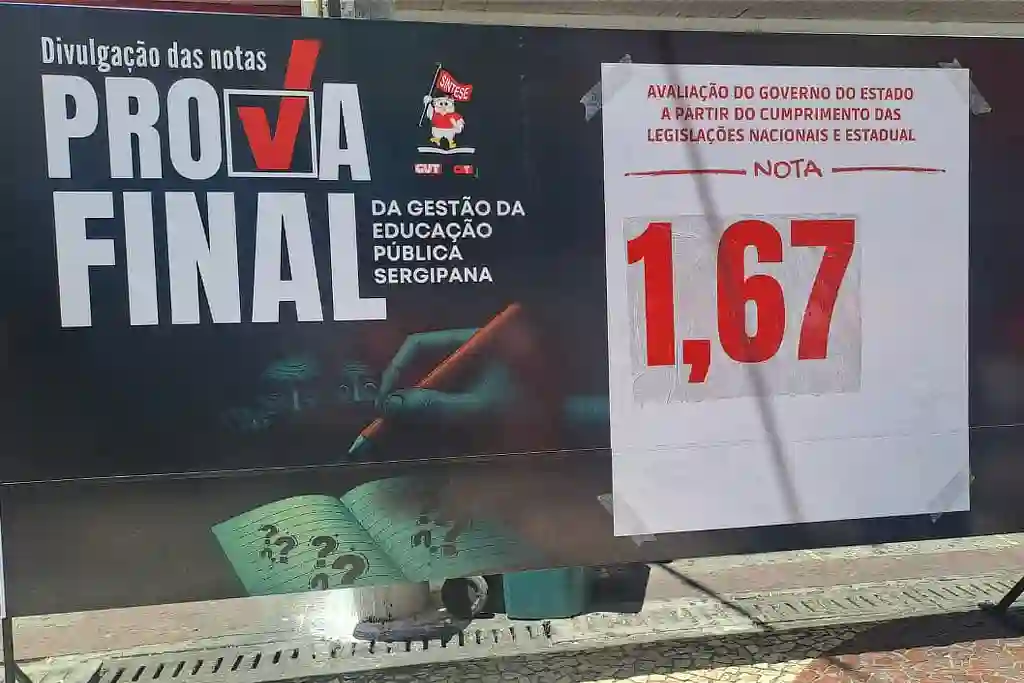 Divulgação das notas
PROVA
FINAL
DA GESTÃO DA
EDUCAÇÃO
PÚBLICA
SERGIPANA
SINTESE
AVALIAÇÃO DO GOVERNO DO ESTADO
A PARTIR DO CUMPRIMENTO DAS
LEGISLAÇÕES NACIONAIS E ESTADUAL
NOTA
1,67
? ? ? ? ?